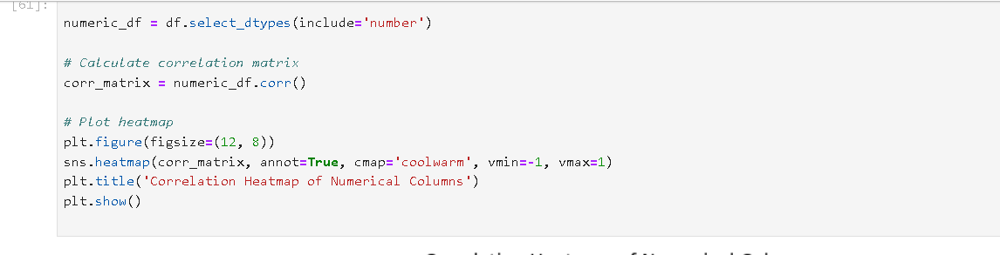 [61]:
numeric_df = df.select_dtypes(include='number')
# Calculate correlation matrix
corr_matrix = numeric_df.corr()
# Plot heatmap
plt.figure(figsize=(12, 8))
sns.heatmap(corr_matrix, annot=True, cmap='coolwarm', vmin=-1, vmax=1)
plt.title('Correlation Heatmap of Numerical Columns')
plt.show()